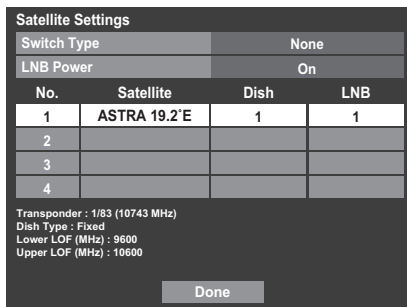 Satellite Settings
Switch Type None
LNB Power On
No. Satellite Dish LNB
1 ASTRA 19.2°E 1 1
2
3
4
Transponder : 1/83 (10743 MHz)
Dish Type : Fixed
Lower LOF (MHz) : 9600
Upper LOF (MHz) : 10600
Done